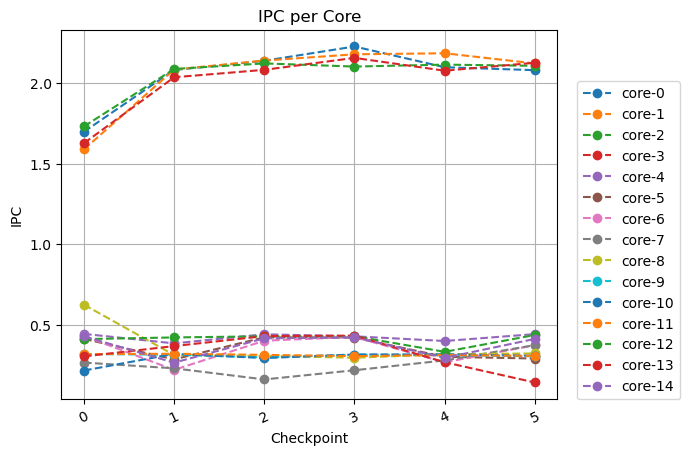 IPC per Core
IPC
2.0
1.5
1.0
0.5
0
1
2
3
4
5
Checkpoint
core-0
core-1
core-2
core-3
core-4
core-5
core-6
core-7
core-8
core-9
core-10
core-11
core-12
core-13
core-14